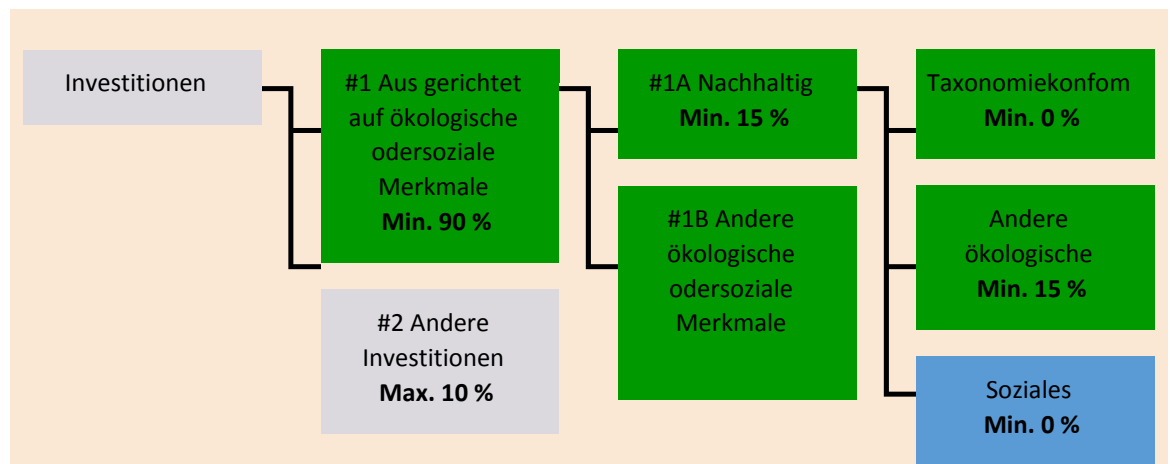 Investitionen
#1 Aus gerichtet
auf ökologische
odersoziale
Merkmale
Min. 90 %
#2 Andere
Investitionen
Max. 10 %
#1A Nachhaltig
Min. 15 %
#1B Andere
ökologische
odersoziale
Merkmale
Taxonomiekonfom
Min. 0 %
Andere
ökologische
Min. 15 %
Soziales
Min. 0 %